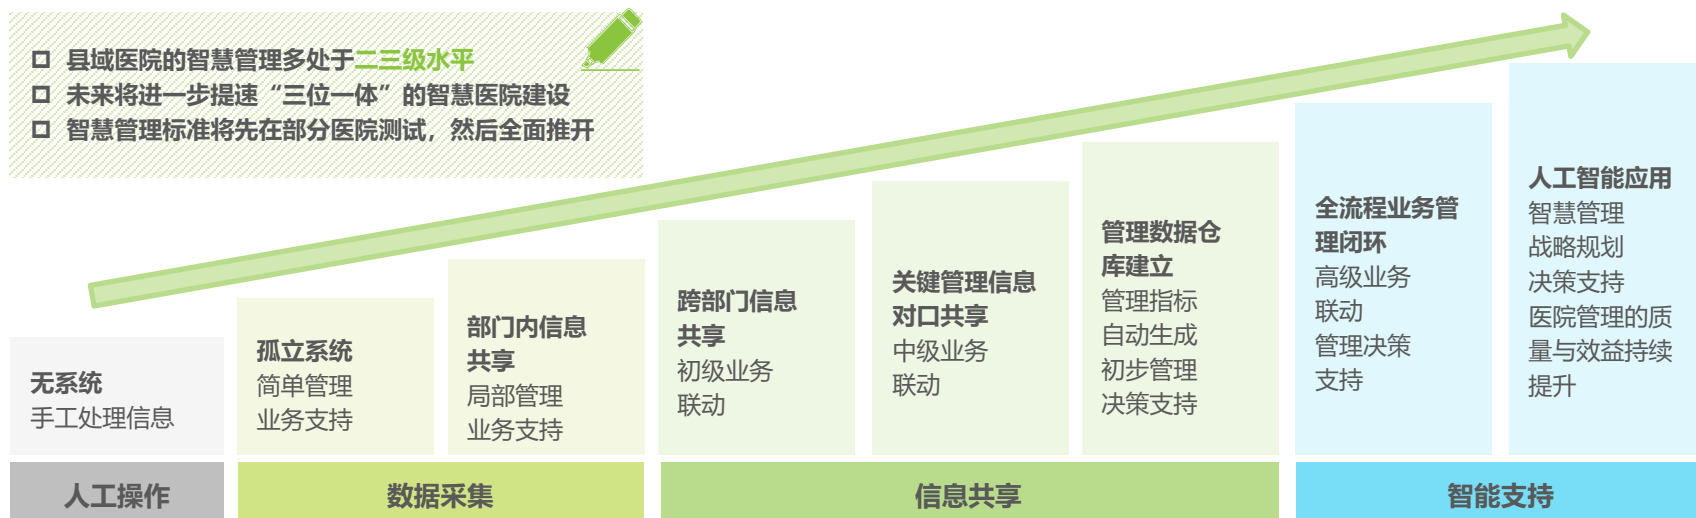 县域医院的智慧管理多处于二三级水平
未来将进一步提速“三位一体”的智慧医院建设
智慧管理标准将先在部分医院测试，然后全面推开
无系统
手工处理信息
孤立系统
简单管理
业务支持
部门内信息
共享
局部管理
业务支持
跨部门信息
共享
初级业务
联动
关键管理信息
对口共享
中级业务
联动
管理数据仓
库建立
管理指标
自动生成
初步管理
决策支持
全流程业务管
理闭环
高级业务
联动
管理决策
支持
人工智能应用
智慧管理
战略规划
决策支持
医院管理的质
量与效益持续
提升
人工操作
数据采集
信息共享
智能支持